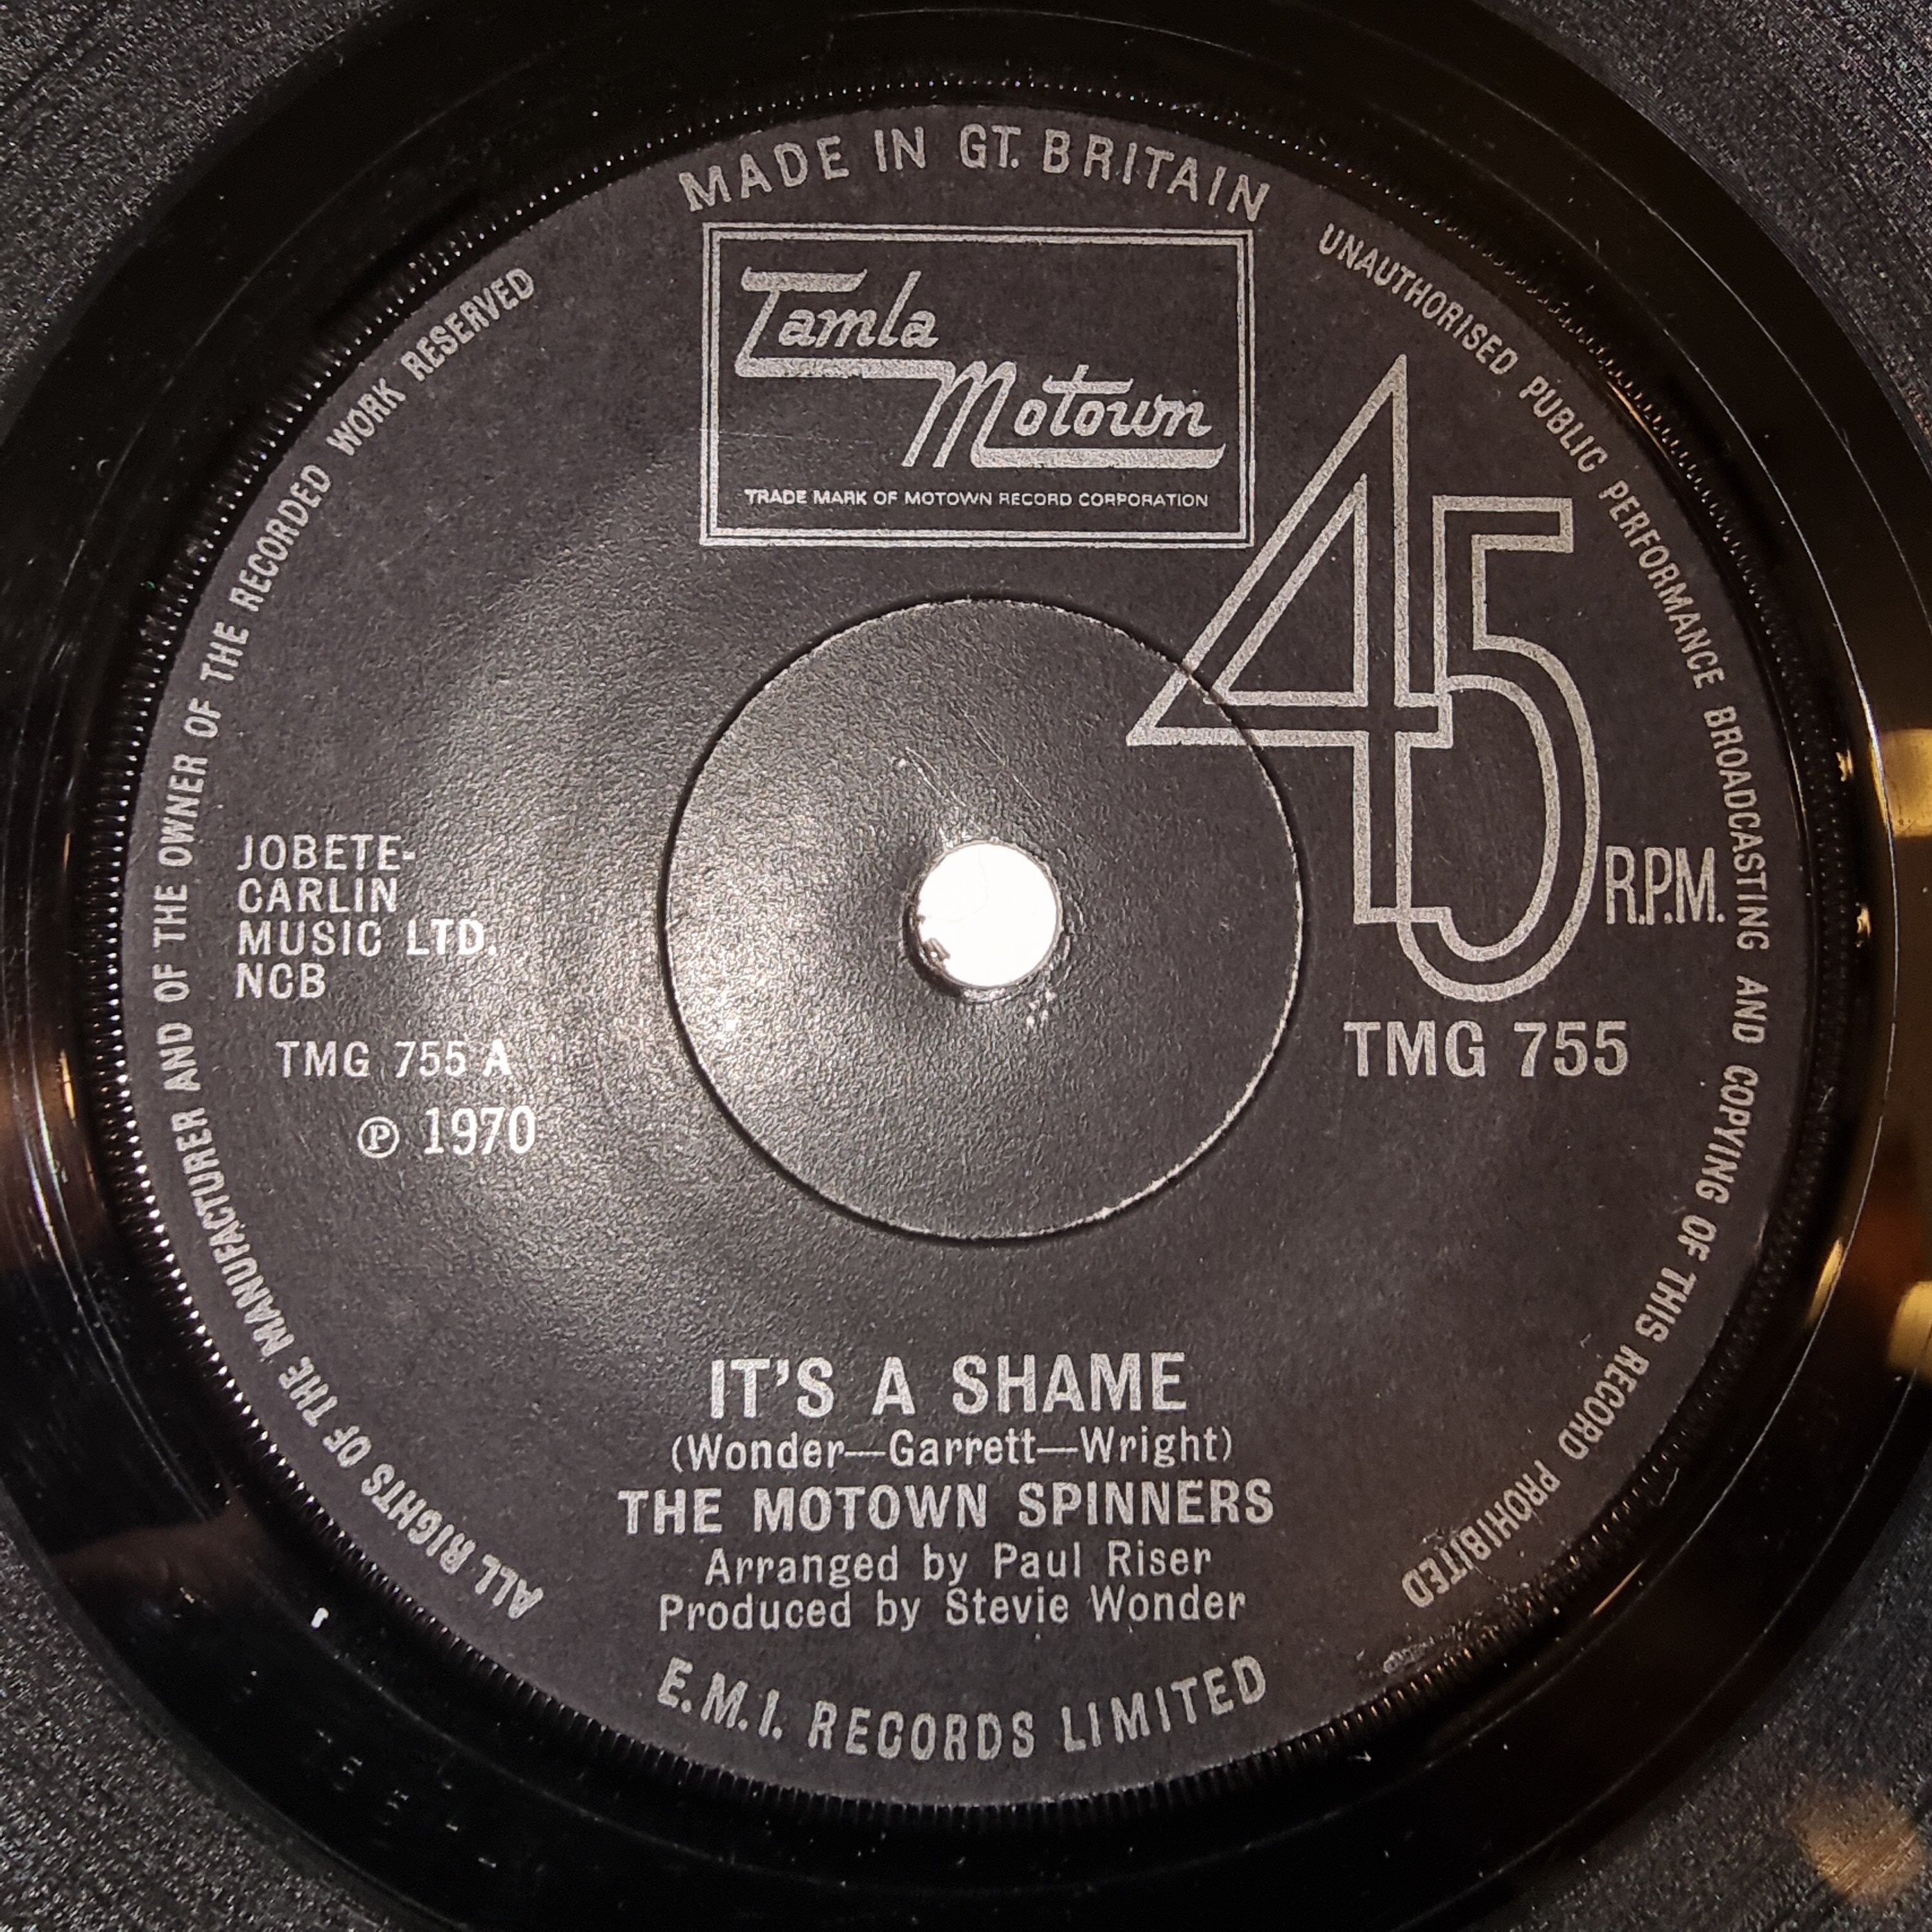 MADE IN GT. BRITAIN
UNAUTHORISED PUBLIC PERFORMANCE BROADCASTING AND COPYING OF THIS RECORD PROHIBITED
ALL RIGHTS OF THE MANUFACTURER AND OF THE OWNER OF THE RECORDED WORK RESERVED
Tamla
Motown
TRADE MARK OF MOTOWN RECORD CORPORATION
45
R.P.M.
JOBETE-
CARLIN
MUSIC LTD.
NCB
TMG 755 A
℗ 1970
TMG 755
IT'S A SHAME
(Wonder—Garrett—Wright)
THE MOTOWN SPINNERS
Arranged by Paul Riser
Produced by Stevie Wonder
E.M.I. RECORDS LIMITED